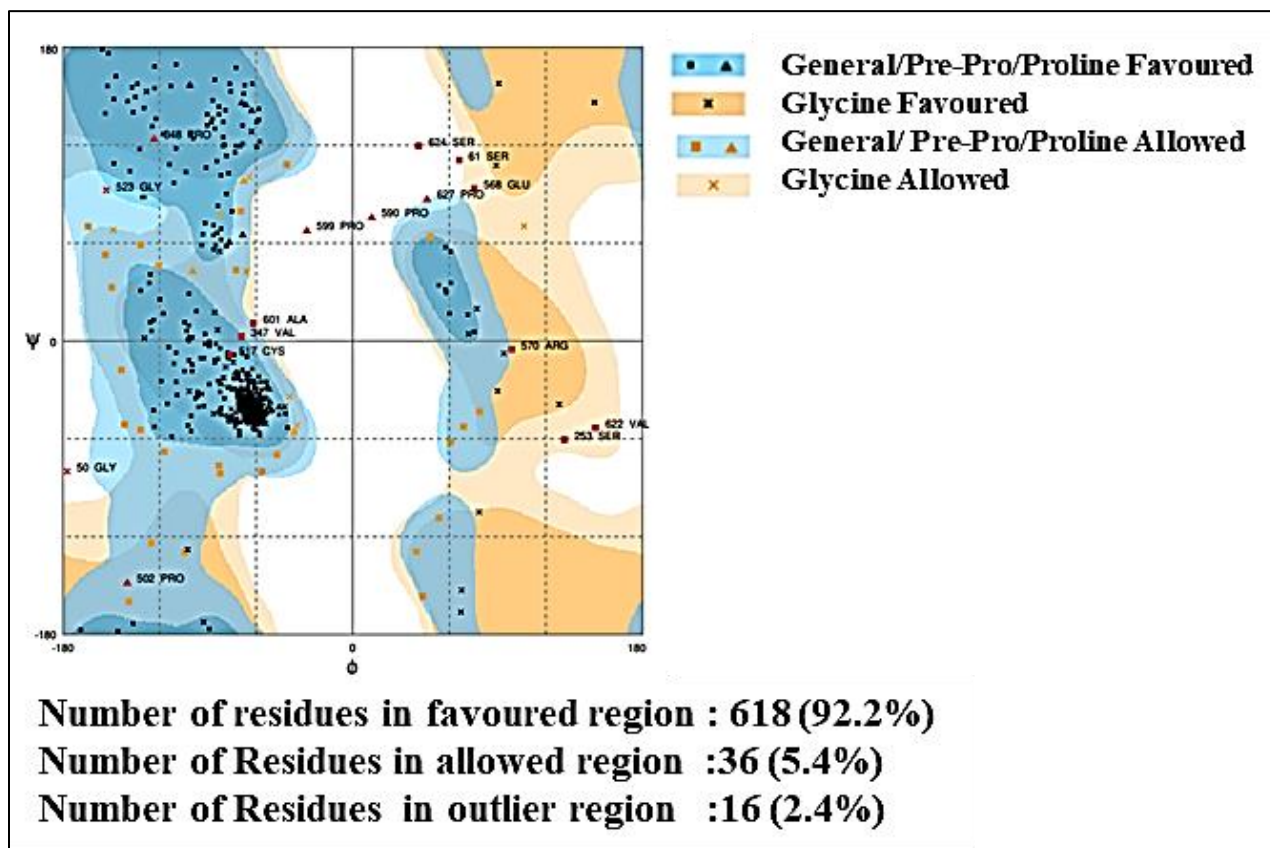 180
648 PRO
624 SER
61 SER
523 GLY
568 GLU
627 PRO
590 PRO
599 PRO
601 ALA
347 VAL
517 CYS
Ψ 0
570 ARG
622 VAL
253 SER
50 GLY
502 PRO
-180
-180 0 180
Φ
General/Pre-Pro/Proline Favoured
Glycine Favoured
General/ Pre-Pro/Proline Allowed
Glycine Allowed
Number of residues in favoured region : 618 (92.2%)
Number of Residues in allowed region :36 (5.4%)
Number of Residues in outlier region :16 (2.4%)